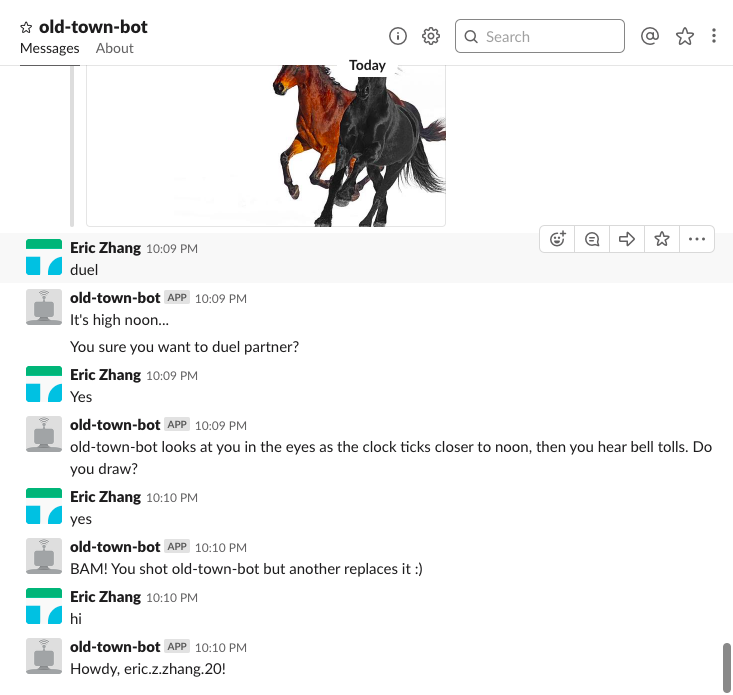 old-town-bot
Messages About
Search
Today
Eric Zhang 10:09 PM
duel
old-town-bot APP 10:09 PM
It's high noon...
You sure you want to duel partner?
Eric Zhang 10:09 PM
Yes
old-town-bot APP 10:09 PM
old-town-bot looks at you in the eyes as the clock ticks closer to noon, then you hear bell tolls. Do
you draw?
Eric Zhang 10:10 PM
yes
old-town-bot APP 10:10 PM
BAM! You shot old-town-bot but another replaces it :)
Eric Zhang 10:10 PM
hi
old-town-bot APP 10:10 PM
Howdy, eric.z.zhang.20!